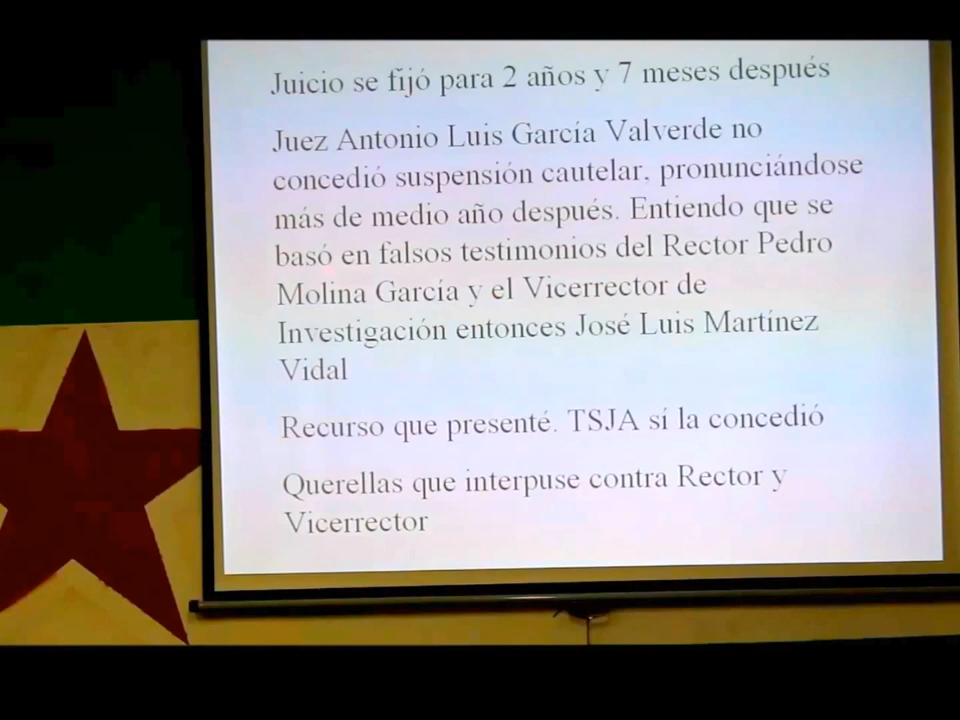 Juicio se fijó para 2 años y 7 meses después
Juez Antonio Luis García Valverde no
concedió suspensión cautelar, pronunciándose
más de medio año después. Entiendo que se
basó en falsos testimonios del Rector Pedro
Molina García y el Vicerrector de
Investigación entonces José Luis Martínez
Vidal
Recurso que presenté. TSJA sí la concedió
Querellas que interpuse contra Rector y
Vicerrector